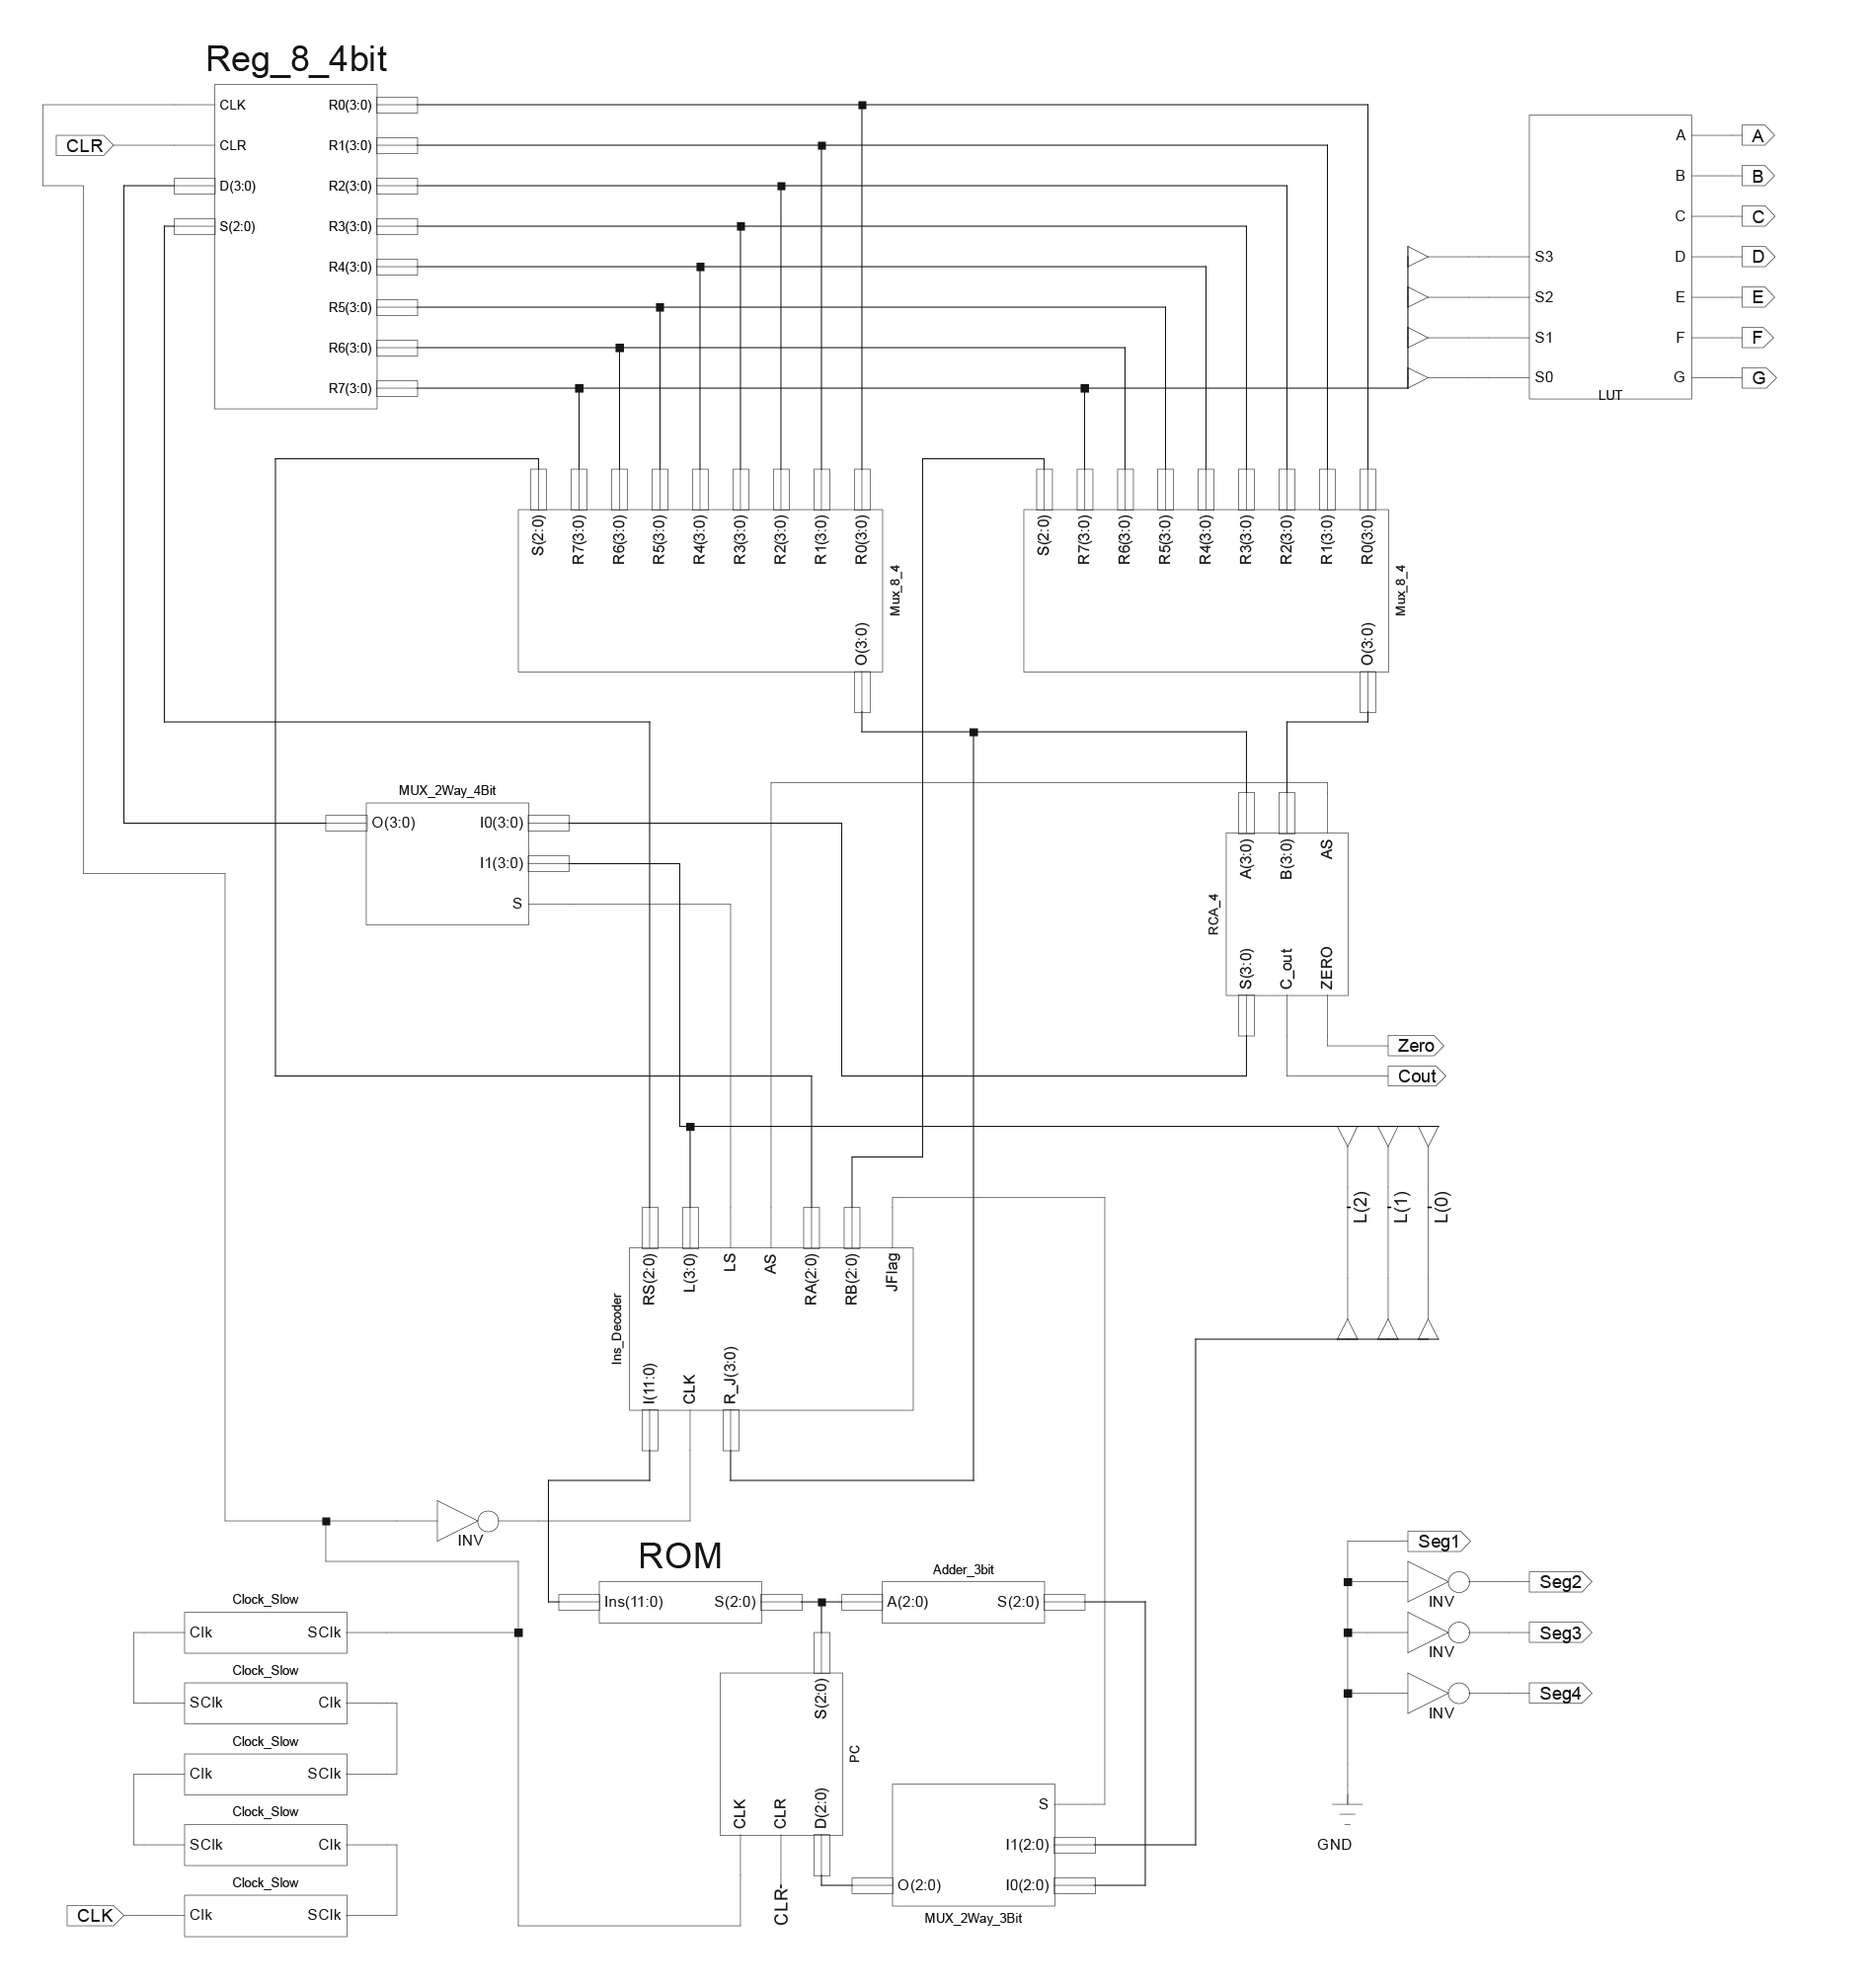 Reg_8_4bit
CLK
CLR
D(3:0)
S(2:0)
R0(3:0)
R1(3:0)
R2(3:0)
R3(3:0)
R4(3:0)
R5(3:0)
R6(3:0)
R7(3:0)
CLR
S3
S2
S1
S0
A
B
C
D
E
F
G
LUT
A
B
C
D
E
F
G
S(2:0)
R7(3:0)
R6(3:0)
R5(3:0)
R4(3:0)
R3(3:0)
R2(3:0)
R1(3:0)
R0(3:0)
O(3:0)
Mux_8_4
S(2:0)
R7(3:0)
R6(3:0)
R5(3:0)
R4(3:0)
R3(3:0)
R2(3:0)
R1(3:0)
R0(3:0)
O(3:0)
Mux_8_4
MUX_2Way_4Bit
O(3:0)
I0(3:0)
I1(3:0)
S
RCA_4
A(3:0)
B(3:0)
AS
S(3:0)
C_out
ZERO
Zero
Cout
L(2)
L(1)
L(0)
Ins_Decoder
RS(2:0)
L(3:0)
LS
AS
RA(2:0)
RB(2:0)
JFlag
I(11:0)
CLK
R_J(3:0)
INV
ROM
Ins(11:0)
S(2:0)
Adder_3bit
A(2:0)
S(2:0)
Seg1
Seg2
INV
Seg3
INV
Seg4
INV
GND
Clock_Slow
Clk
SClk
Clock_Slow
SClk
Clk
Clock_Slow
Clk
SClk
Clock_Slow
SClk
Clk
Clock_Slow
Clk
SClk
CLK
S(2:0)
PC
CLK
CLR
D(2:0)
CLR
S
I1(2:0)
O(2:0)
I0(2:0)
MUX_2Way_3Bit